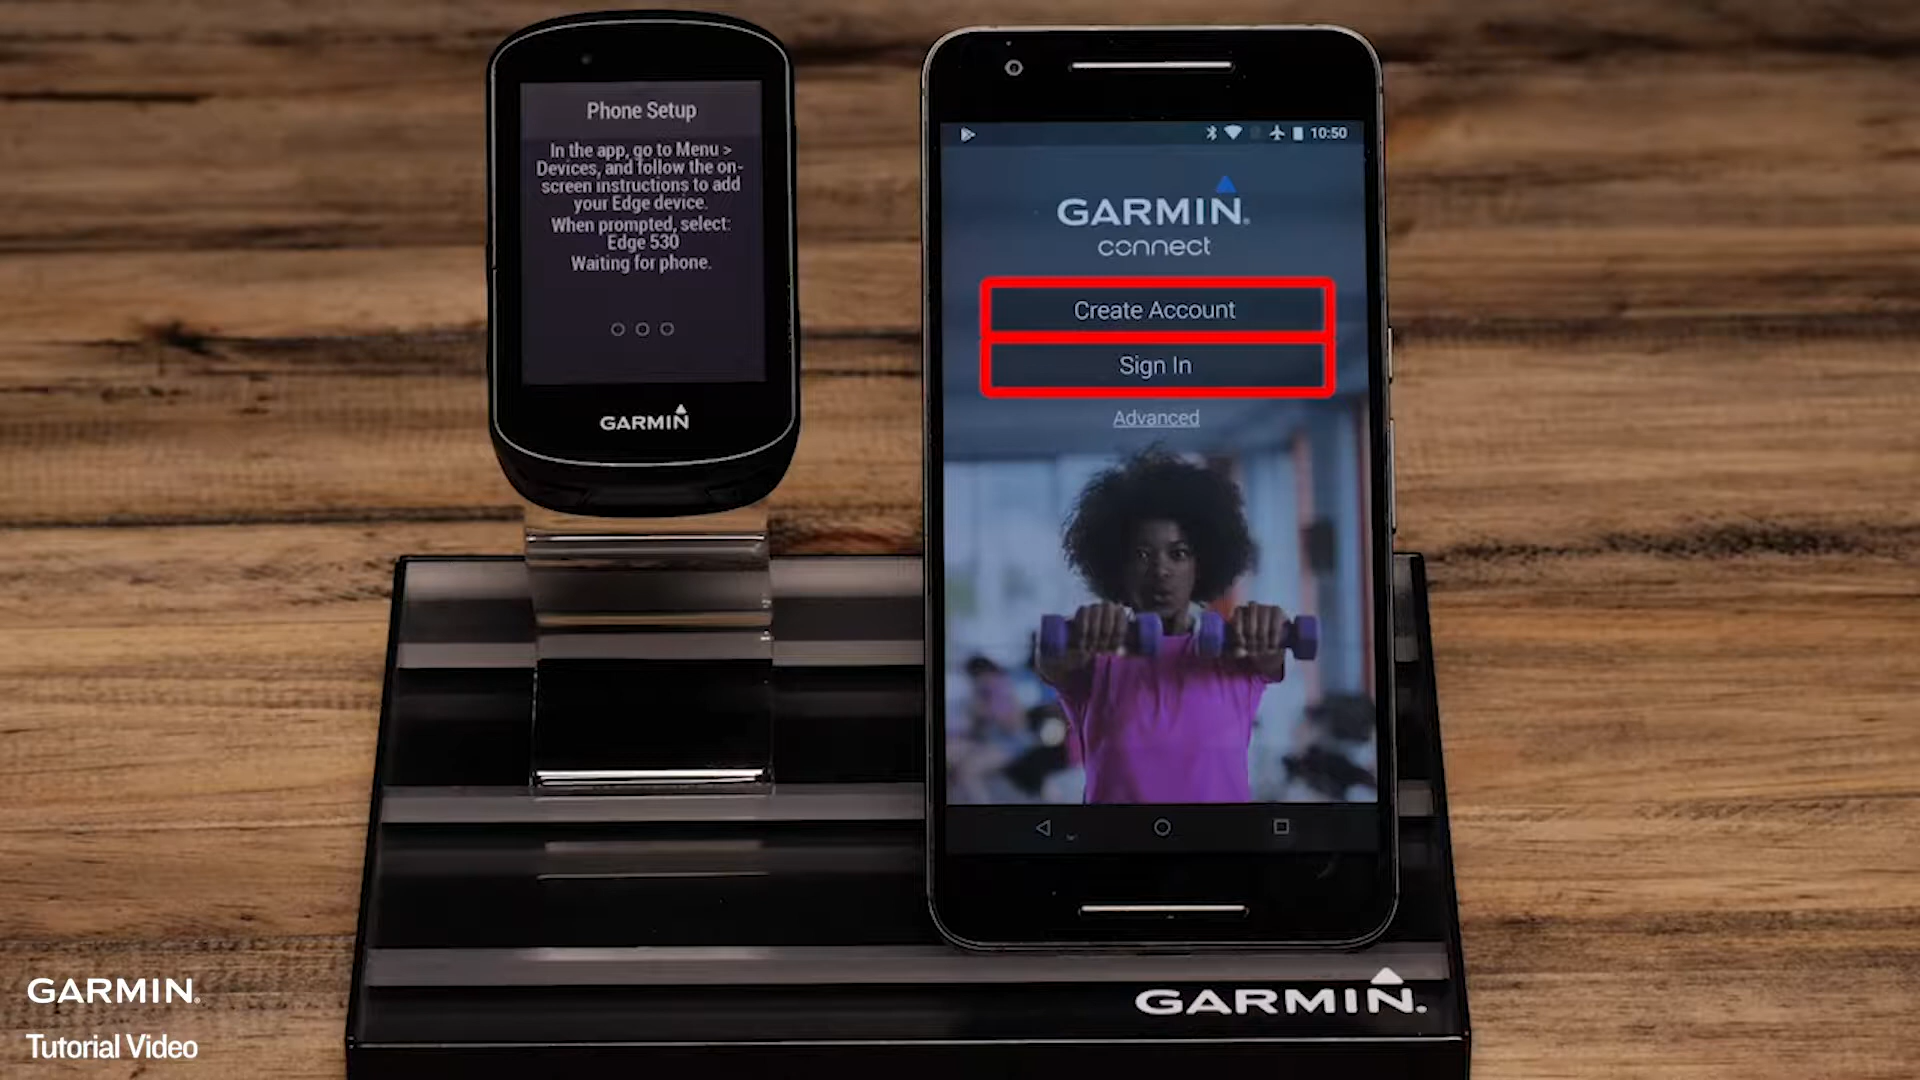 Phone Setup
In the app, go to Menu >
Devices, and follow the on-
screen instructions to add
your Edge device.
When prompted, select:
Edge 530
Waiting for phone.
GARMIN
10:50
GARMIN
connect
Create Account
Sign In
Advanced
GARMIN
GARMIN
Tutorial Video